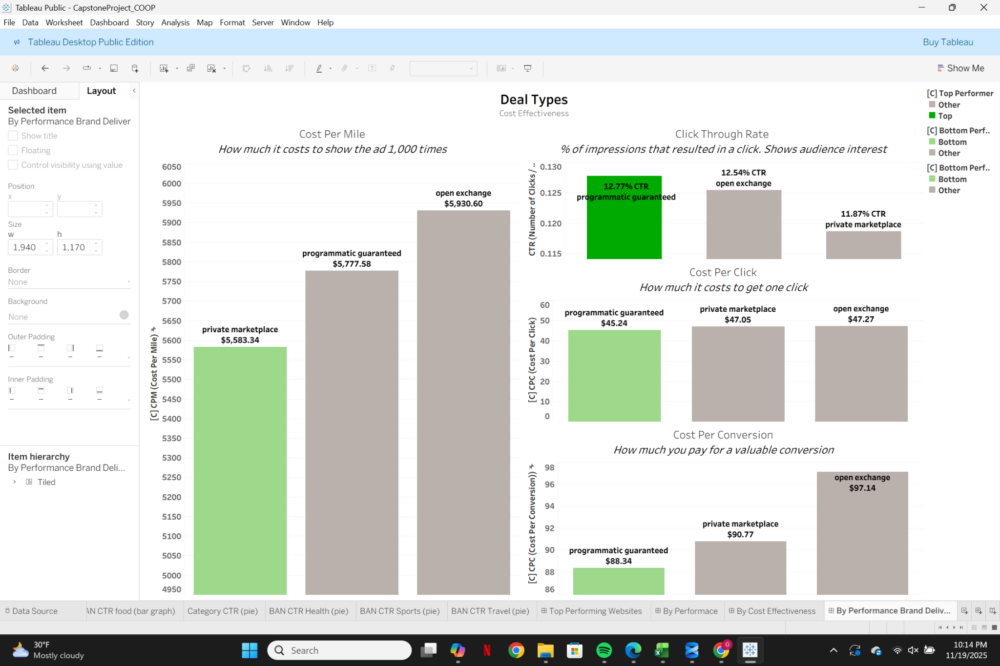 Tableau Public - CapstoneProject_COOP
File Data Worksheet Dashboard Story Analysis Map Format Server Window Help
Tableau Desktop Public Edition
Buy Tableau
Show Me
Dashboard Layout
Selected item
By Performance Brand Deliver
Show title
Floating
Control visibility using value
Position
x y
Size
w h
1,940 1,170
Border
None
Background
None
Outer Padding
Inner Padding
Item hierarchy
By Performance Brand Deli...
Tiled
Deal Types
Cost Effectiveness
Cost Per Mile
How much it costs to show the ad 1,000 times
[C] CPM (Cost Per Mile)
6050
6000
5950
5900
5850
5800
5750
5700
5650
5600
5550
5500
5450
5400
5350
5300
5250
5200
5150
5100
5050
5000
4950
private marketplace
$5,583.34
programmatic guaranteed
$5,777.58
open exchange
$5,930.60
Click Through Rate
% of impressions that resulted in a click. Shows audience interest
CTR (Number of Clicks / ..
0.130
0.125
0.120
0.115
12.77% CTR
programmatic guaranteed
12.54% CTR
open exchange
11.87% CTR
private marketplace
Cost Per Click
How much it costs to get one click
[C] CPC (Cost Per Click)
60
50
40
30
20
10
0
programmatic guaranteed
$45.24
private marketplace
$47.05
open exchange
$47.27
Cost Per Conversion
How much you pay for a valuable conversion
[C] CPC (Cost Per Conversion))
98
96
94
92
90
88
86
programmatic guaranteed
$88.34
private marketplace
$90.77
open exchange
$97.14
[C] Top Performer
Other
Top
[C] Bottom Perf..
Bottom
Other
[C] Bottom Perf..
Bottom
Other
Data Source AN CTR food (bar graph) Category CTR (pie) BAN CTR Health (pie) BAN CTR Sports (pie) BAN CTR Travel (pie) Top Performing Websites By Performace By Cost Effectiveness By Performance Brand Deliv...
30°F
Mostly cloudy
Search
0
10:14 PM
11/19/2025